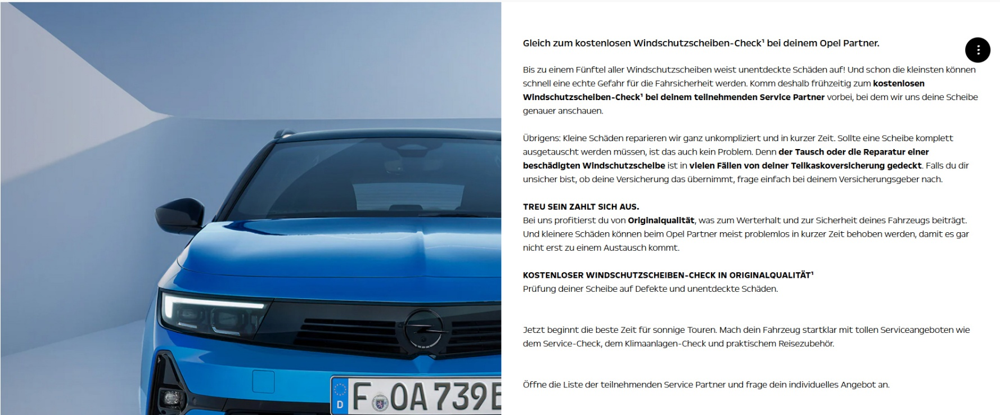 Gleich zum kostenlosen Windschutzscheiben-Check¹ bei deinem Opel Partner.
Bis zu einem Fünftel aller Windschutzscheiben weist unentdeckte Schäden auf! Und schon die kleinsten können
schnell eine echte Gefahr für die Fahrsicherheit werden. Komm deshalb frühzeitig zum kostenlosen
Windschutzscheiben-Check¹ bei deinem teilnehmenden Service Partner vorbei, bei dem wir uns deine Scheibe
genauer anschauen.
Übrigens: Kleine Schäden reparieren wir ganz unkompliziert und in kurzer Zeit. Sollte eine Scheibe komplett
ausgetauscht werden müssen, ist das auch kein Problem. Denn der Tausch oder die Reparatur einer
beschädigten Windschutzscheibe ist in vielen Fällen von deiner Teilkaskoversicherung gedeckt. Falls du dir
unsicher bist, ob deine Versicherung das übernimmt, frage einfach bei deinem Versicherungsgeber nach.
TREU SEIN ZAHLT SICH AUS.
Bei uns profitierst du von Originalqualität, was zum Werterhalt und zur Sicherheit deines Fahrzeugs beiträgt.
Und kleinere Schäden können beim Opel Partner meist problemlos in kurzer Zeit behoben werden, damit es gar
nicht erst zu einem Austausch kommt.
KOSTENLOSER WINDSCHUTZSCHEIBEN-CHECK IN ORIGINALQUALITÄT¹
Prüfung deiner Scheibe auf Defekte und unentdeckte Schäden.
Jetzt beginnt die beste Zeit für sonnige Touren. Mach dein Fahrzeug startklar mit tollen Serviceangeboten wie
dem Service-Check, dem Klimaanlagen-Check und praktischem Reisezubehör.
Öffne die Liste der teilnehmenden Service Partner und frage dein individuelles Angebot an.
D F OA 739E